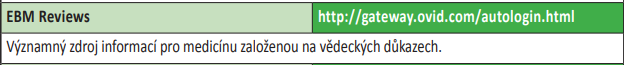 EBM Reviews http://gateway.ovid.com/autologin.html
Významný zdroj informací pro medicínu založenou na vědeckých důkazech.